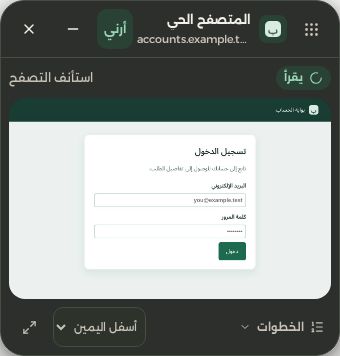 المتصفح الحي
accounts.example.t...
أرني
ب
يقرأ
استأنف التصفح
بوابة الحساب
ب
تسجيل الدخول
تابع إلى حسابك للوصول إلى تفاصيل الطلب.
البريد الإلكتروني
you@example.test
كلمة المرور
••••••••
دخول
الخطوات
أسفل اليمين